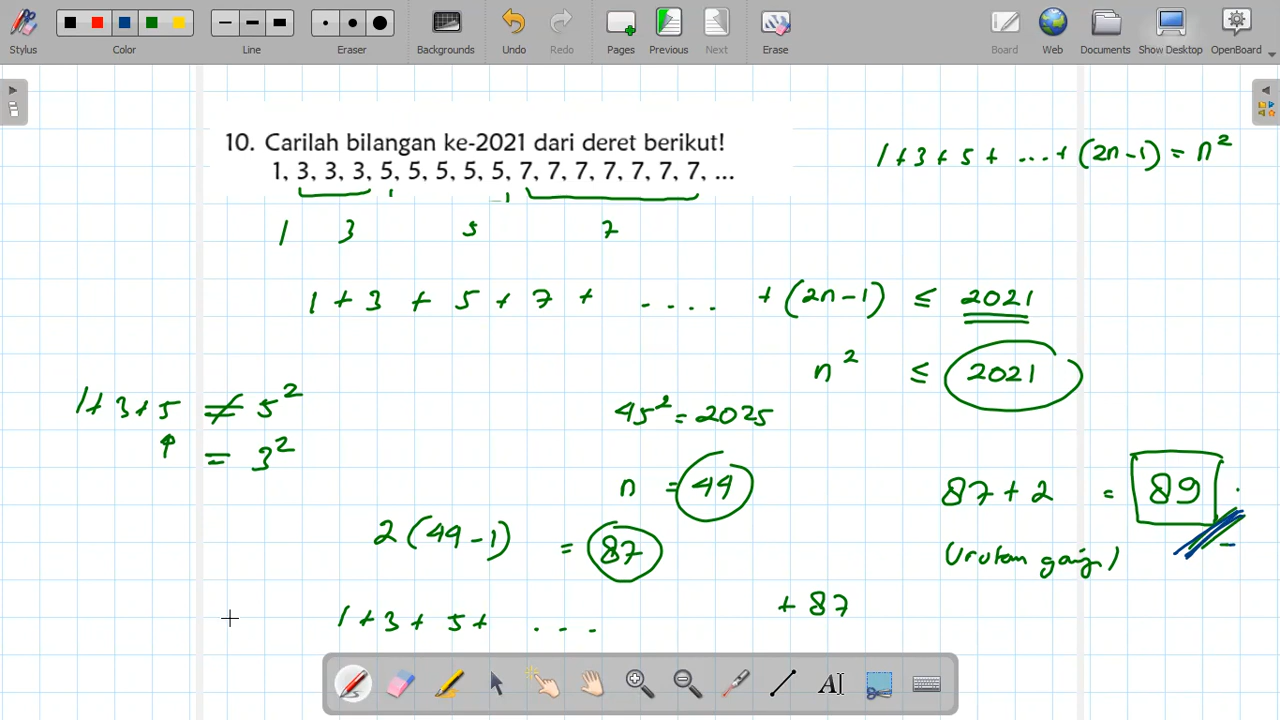 Stylus
Color
Line
Eraser
Backgrounds
Undo
Redo
Pages
Previous
Next
Erase
Board
Web
Documents
Show Desktop
OpenBoard
10. Carilah bilangan ke-2021 dari deret berikut!
1, 3, 3, 3, 5, 5, 5, 5, 5, 7, 7, 7, 7, 7, 7, 7, ...
1+3+5+ ... +(2n-1) = n²
1 3 5 7
1 + 3 + 5 + 7 + .... + (2n-1) ≤ 2021
n² ≤ 2021
1+3+5 ≠ 5²
= 3²
45² = 2025
n = 44
2(44-1) = 87
87+2 = 89
Urutan ganjil
1+3+5+ ... +87
AI